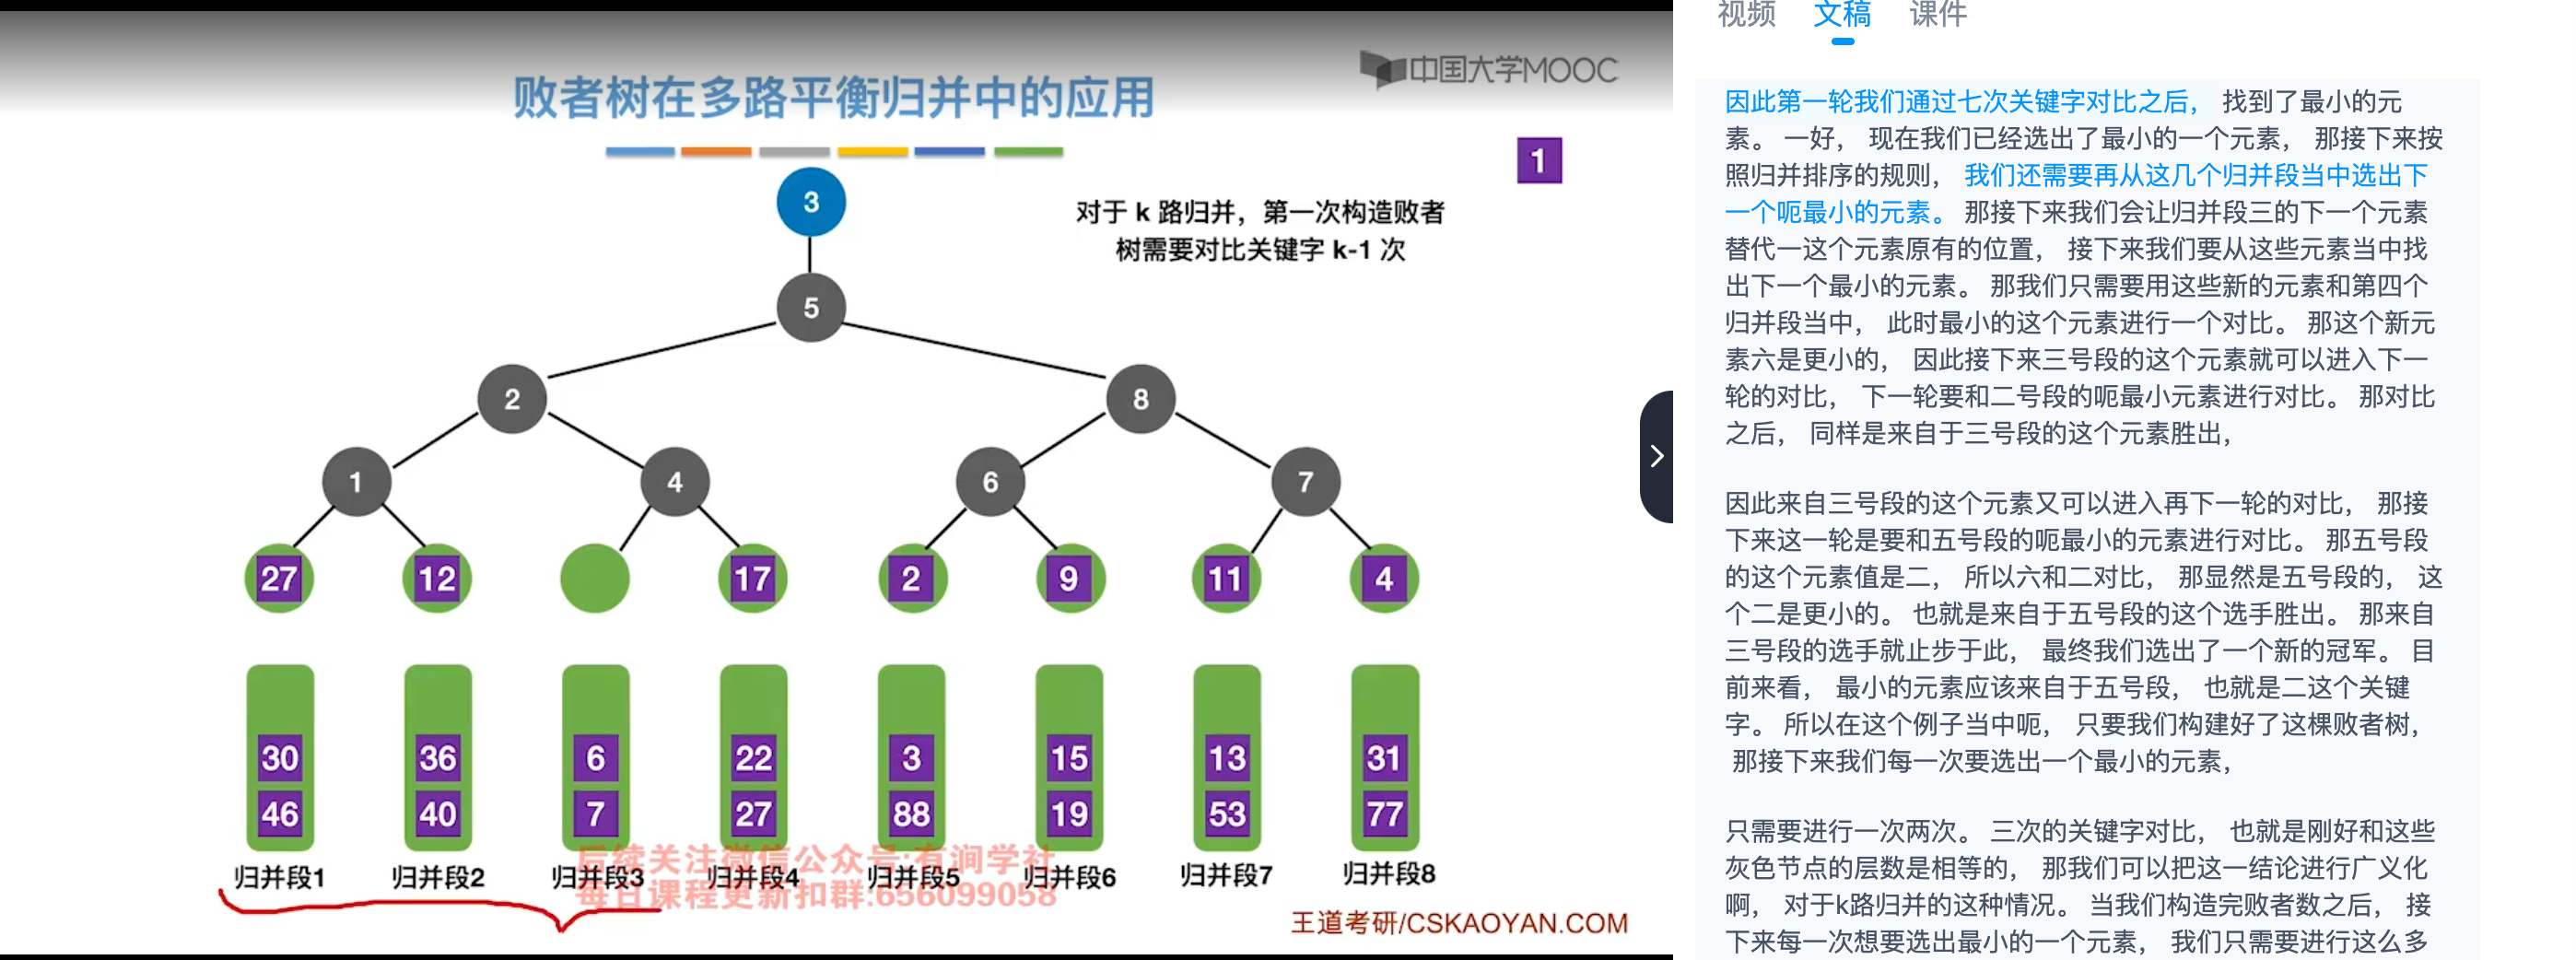 败者树在多路平衡归并中的应用
中国大学MOOC
1
对于 k 路归并，第一次构造败者
树需要对比关键字 k-1 次
3
5
2 8
1 4 6 7
27 12 17 2 9 11 4
30 36 6 22 3 15 13 31
46 40 7 27 88 19 53 77
归并段1 归并段2 归并段3 归并段4 归并段5 归并段6 归并段7 归并段8
后续关注微信公众号:有涧学社
每日课程更新扣群:656099058
王道考研/CSKAOYAN.COM
视频 文稿 课件
因此第一轮我们通过七次关键字对比之后， 找到了最小的元
素。 一好， 现在我们已经选出了最小的一个元素， 那接下来按
照归并排序的规则， 我们还需要再从这几个归并段当中选出下
一个呃最小的元素。 那接下来我们会让归并段三的下一个元素
替代一这个元素原有的位置， 接下来我们要从这些元素当中找
出下一个最小的元素。 那我们只需要用这些新的元素和第四个
归并段当中， 此时最小的这个元素进行一个对比。 那这个新元
素六是更小的， 因此接下来三号段的这个元素就可以进入下一
轮的对比， 下一轮要和二号段的呃最小元素进行对比。 那对比
之后， 同样是来自于三号段的这个元素胜出，
因此来自三号段的这个元素又可以进入再下一轮的对比， 那接
下来这一轮是要和五号段的呃最小的元素进行对比。 那五号段
的这个元素值是二， 所以六和二对比， 那显然是五号段的， 这
个二是更小的。 也就是来自于五号段的这个选手胜出。 那来自
三号段的选手就止步于此， 最终我们选出了一个新的冠军。 目
前来看， 最小的元素应该来自于五号段， 也就是二这个关键
字。 所以在这个例子当中呃， 只要我们构建好了这棵败者树，
那接下来我们每一次要选出一个最小的元素，
只需要进行一次两次。 三次的关键字对比， 也就是刚好和这些
灰色节点的层数是相等的， 那我们可以把这一结论进行广义化
啊， 对于k路归并的这种情况。 当我们构造完败者数之后， 接
下来每一次想要选出最小的一个元素， 我们只需要进行这么多